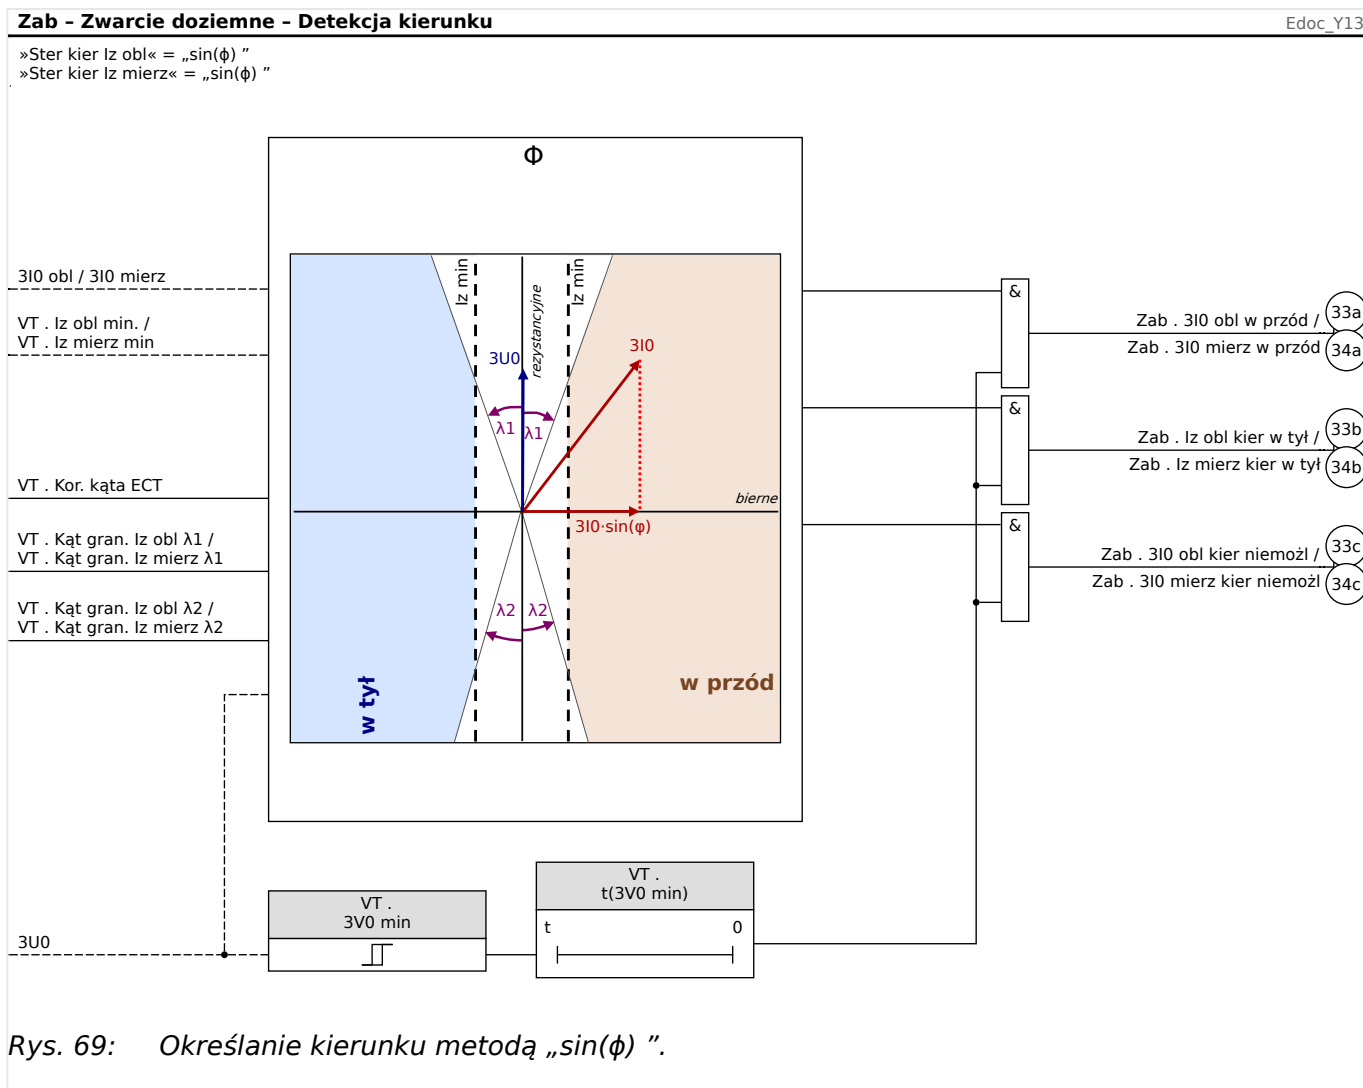 Zab – Zwarcie doziemne – Detekcja kierunku
Edoc_Y13
»Ster kier Iz obl« = „sin(ϕ) ”
»Ster kier Iz mierz« = „sin(ϕ) ”
Φ
3I0 obl / 3I0 mierz
VT . Iz obl min. /
VT . Iz mierz min
VT . Kor. kąta ECT
VT . Kąt gran. Iz obl λ1 /
VT . Kąt gran. Iz mierz λ1
VT . Kąt gran. Iz obl λ2 /
VT . Kąt gran. Iz mierz λ2
3U0
Iz min
rezystancyjne
Iz min
3U0
3I0
λ1
λ1
bierne
3I0·sin(φ)
λ2
λ2
w tył
w przód
&
Zab . 3I0 obl w przód /
33a
Zab . 3I0 mierz w przód
34a
&
Zab . Iz obl kier w tył /
33b
Zab . Iz mierz kier w tył
34b
&
Zab . 3I0 obl kier niemożl /
33c
Zab . 3I0 mierz kier niemożl
34c
VT .
3V0 min
VT .
t(3V0 min)
t
0
Rys. 69: Określanie kierunku metodą „sin(ϕ) ”.